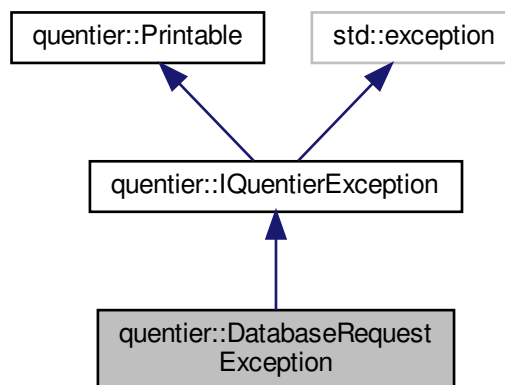 quentier::Printable
std::exception
quentier::IQuentierException
quentier::DatabaseRequest
Exception